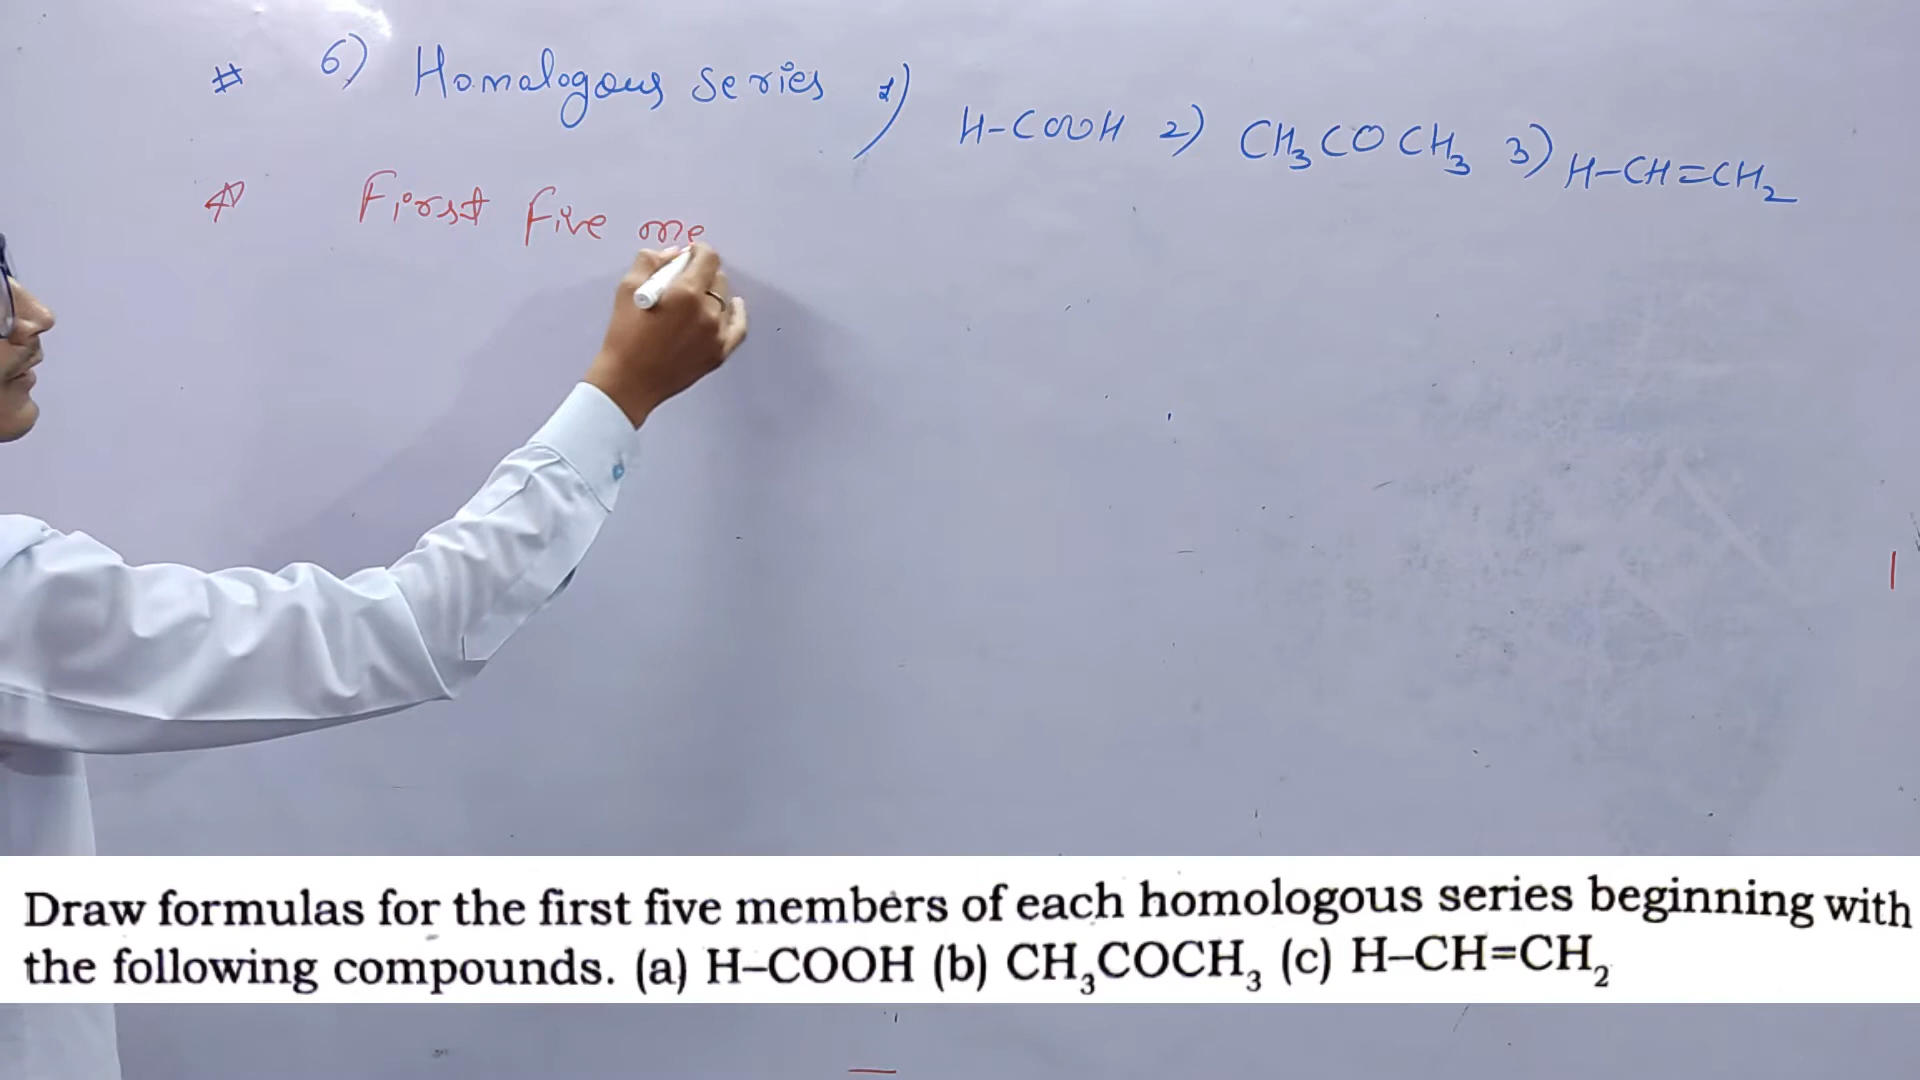 # 6) Homologous series 1) H-COOH 2) CH₃COCH₃ 3) H-CH=CH₂
First five me
Draw formulas for the first five members of each homologous series beginning with
the following compounds. (a) H–COOH (b) CH₃COCH₃ (c) H–CH=CH₂